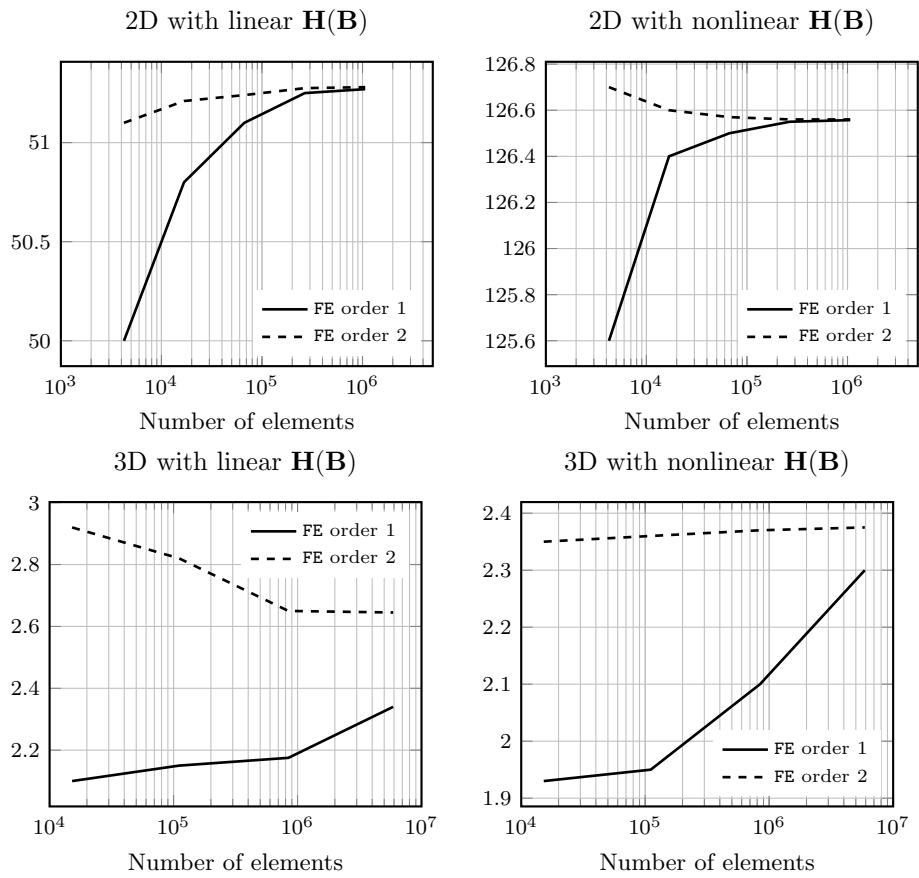 2D with linear H(B)
51
50.5
50
10^3 10^4 10^5 10^6
Number of elements
FE order 1
FE order 2
2D with nonlinear H(B)
126.8
126.6
126.4
126.2
126
125.8
125.6
10^3 10^4 10^5 10^6
Number of elements
FE order 1
FE order 2
3D with linear H(B)
3
2.8
2.6
2.4
2.2
10^4 10^5 10^6 10^7
Number of elements
FE order 1
FE order 2
3D with nonlinear H(B)
2.4
2.3
2.2
2.1
2
1.9
10^4 10^5 10^6 10^7
Number of elements
FE order 1
FE order 2